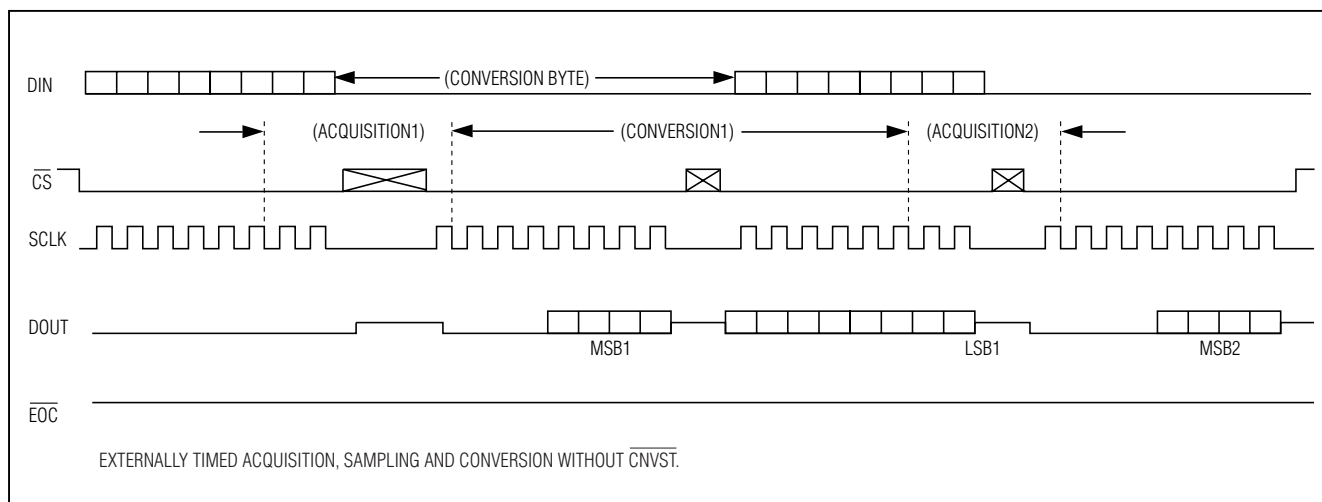 DIN
(CONVERSION BYTE)
(ACQUISITION1)
(CONVERSION1)
(ACQUISITION2)
CS
SCLK
DOUT
MSB1
LSB1
MSB2
EOC
EXTERNALLY TIMED ACQUISITION, SAMPLING AND CONVERSION WITHOUT CNVST.